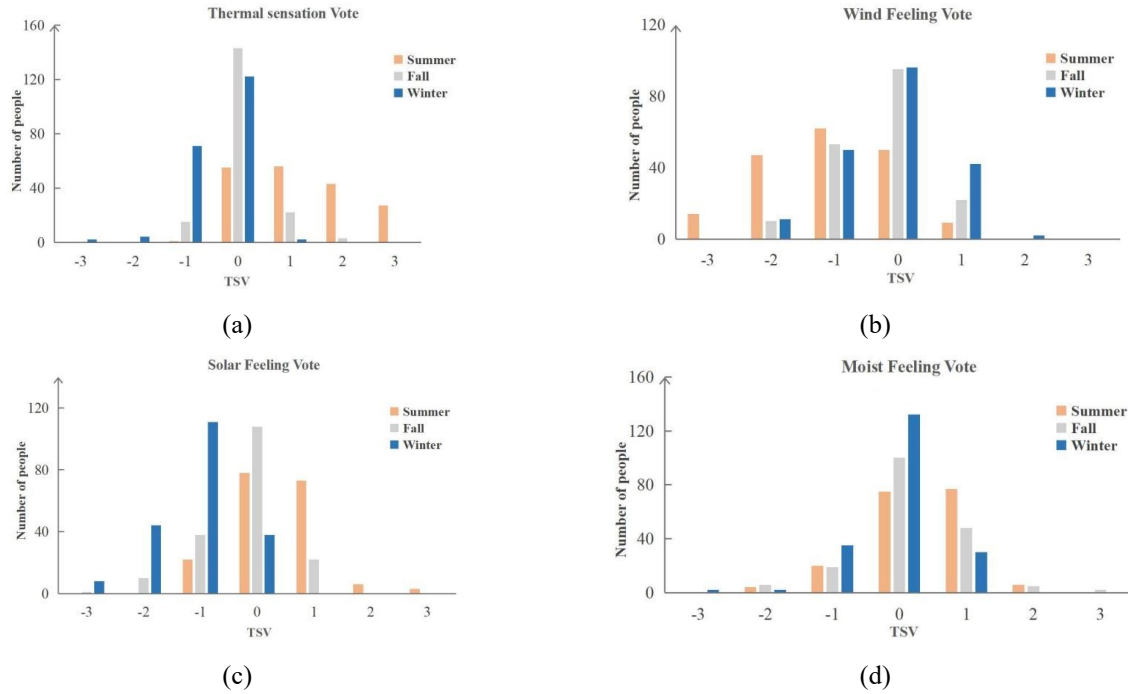 Thermal sensation Vote
160
120
80
40
0
Number of people
Summer
Fall
Winter
-3 -2 -1 0 1 2 3
TSV
(a)
Wind Feeling Vote
120
80
40
0
Number of people
Summer
Fall
Winter
-3 -2 -1 0 1 2 3
TSV
(b)
Solar Feeling Vote
120
80
40
0
Number of people
Summer
Fall
Winter
-3 -2 -1 0 1 2 3
TSV
(c)
Moist Feeling Vote
160
120
80
40
0
Number of people
Summer
Fall
Winter
-3 -2 -1 0 1 2 3
TSV
(d)